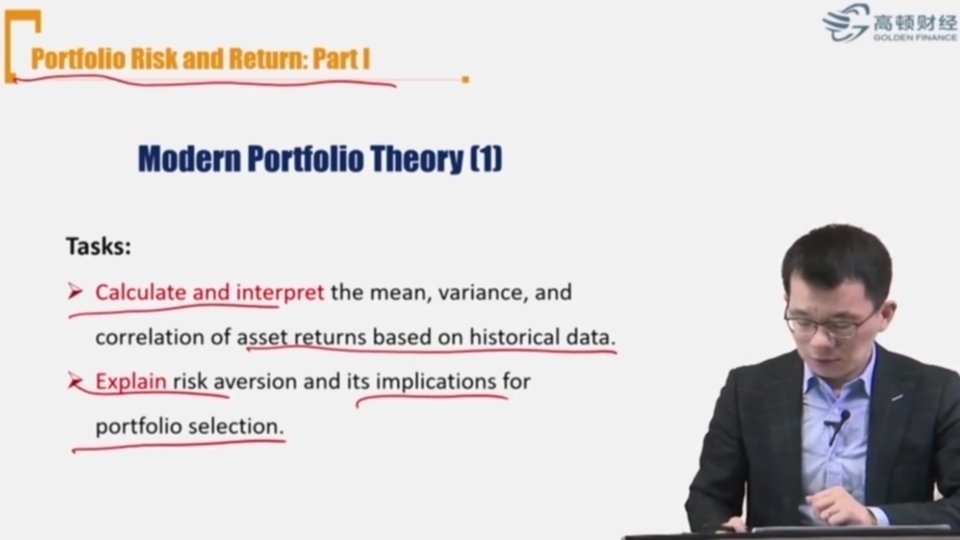 Portfolio Risk and Return: Part I
高顿财经
GOLDEN FINANCE
Modern Portfolio Theory (1)
Tasks:
Calculate and interpret the mean, variance, and
correlation of asset returns based on historical data.
Explain risk aversion and its implications for
portfolio selection.